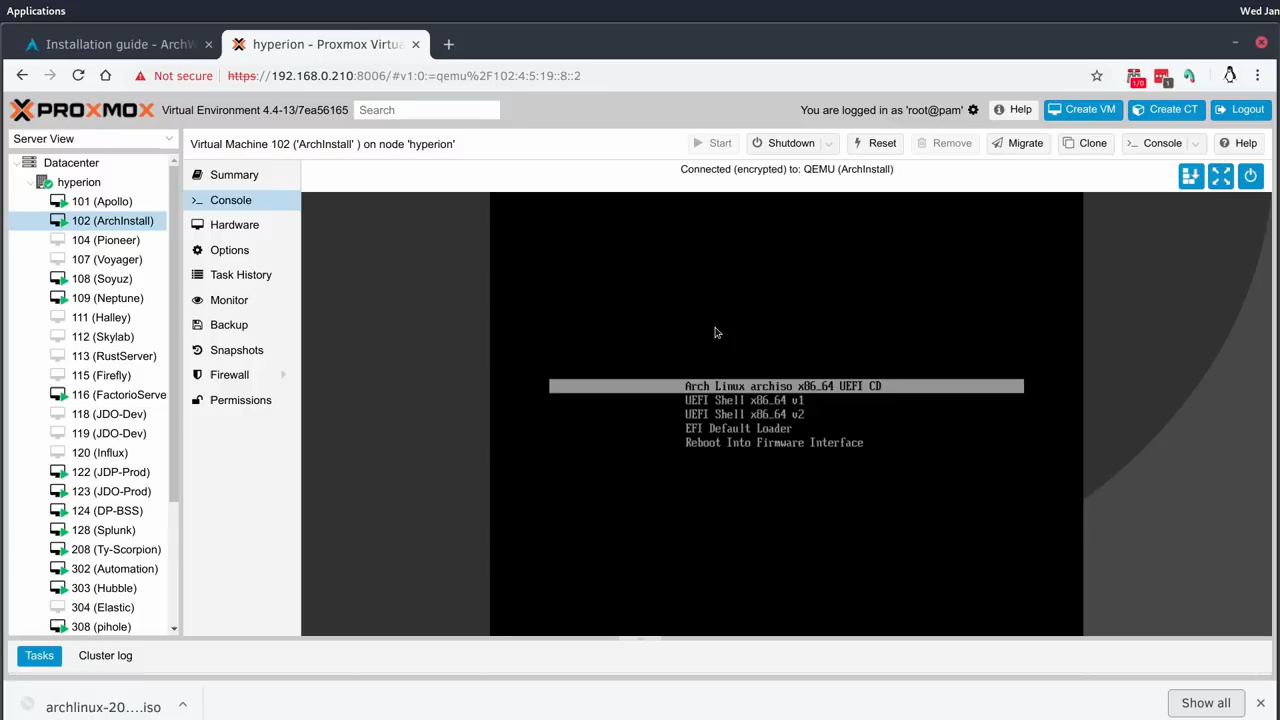 Applications
Wed Jan
Installation guide - ArchW
hyperion - Proxmox Virtua
Not secure
https://192.168.0.210:8006/#v1:0:=qemu%2F102:4:5:19::8::2
1/0
1
PROXMOX
Virtual Environment 4.4-13/7ea56165
Search
You are logged in as 'root@pam'
Help
Create VM
Create CT
Logout
Server View
Virtual Machine 102 ('ArchInstall' ) on node 'hyperion'
Start
Shutdown
Reset
Remove
Migrate
Clone
Console
Help
Datacenter
hyperion
101 (Apollo)
102 (ArchInstall)
104 (Pioneer)
107 (Voyager)
108 (Soyuz)
109 (Neptune)
111 (Halley)
112 (Skylab)
113 (RustServer)
115 (Firefly)
116 (FactorioServe
118 (JDO-Dev)
119 (JDO-Dev)
120 (Influx)
122 (JDP-Prod)
123 (JDO-Prod)
124 (DP-BSS)
128 (Splunk)
208 (Ty-Scorpion)
302 (Automation)
303 (Hubble)
304 (Elastic)
308 (pihole)
Summary
Console
Hardware
Options
Task History
Monitor
Backup
Snapshots
Firewall
Permissions
Connected (encrypted) to: QEMU (ArchInstall)
Arch Linux archiso x86_64 UEFI CD
UEFI Shell x86_64 v1
UEFI Shell x86_64 v2
EFI Default Loader
Reboot Into Firmware Interface
Tasks
Cluster log
archlinux-20....iso
Show all